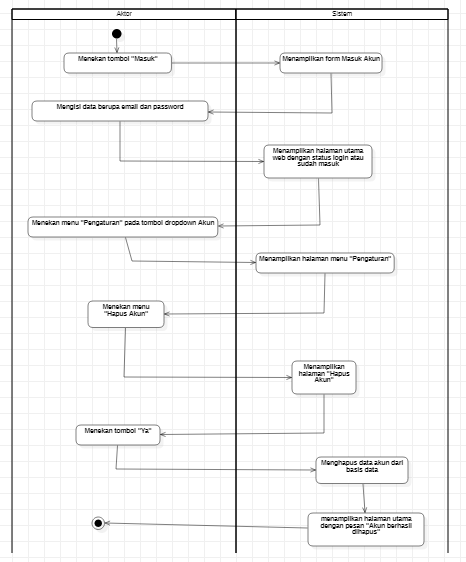 Aktor
Sistem
Menekan tombol "Masuk"
Menampilkan form Masuk Akun
Mengisi data berupa email dan password
Menampilkan halaman utama
web dengan status login atau
sudah masuk
Menekan menu "Pengaturan" pada tombol dropdown Akun
Menampilkan halaman menu "Pengaturan"
Menekan menu
"Hapus Akun"
Menampilkan
halaman "Hapus
Akun"
Menekan tombol "Ya"
Menghapus data akun dari
basis data
menampilkan halaman utama
dengan pesan "Akun berhasil
dihapus"